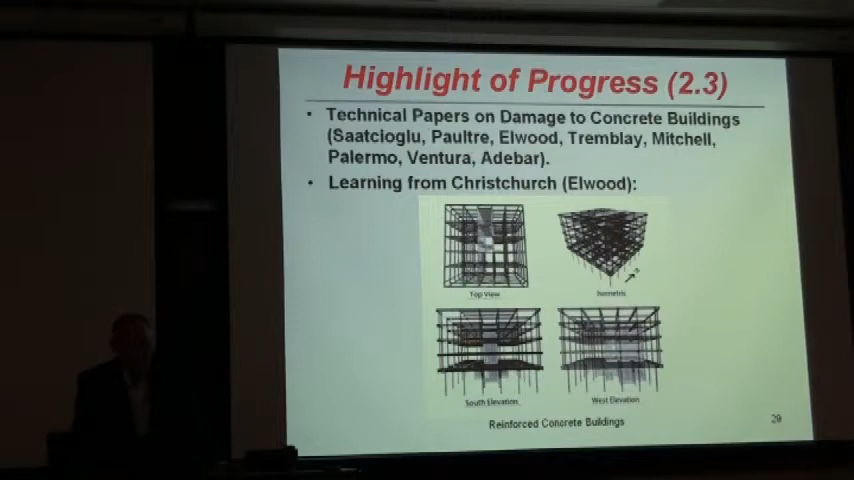 Highlight of Progress (2.3)
• Technical Papers on Damage to Concrete Buildings
(Saatcioglu, Paultre, Elwood, Tremblay, Mitchell,
Palermo, Ventura, Adebar).
• Learning from Christchurch (Elwood):
Top View
Isometric
South Elevation
West Elevation
Reinforced Concrete Buildings
29